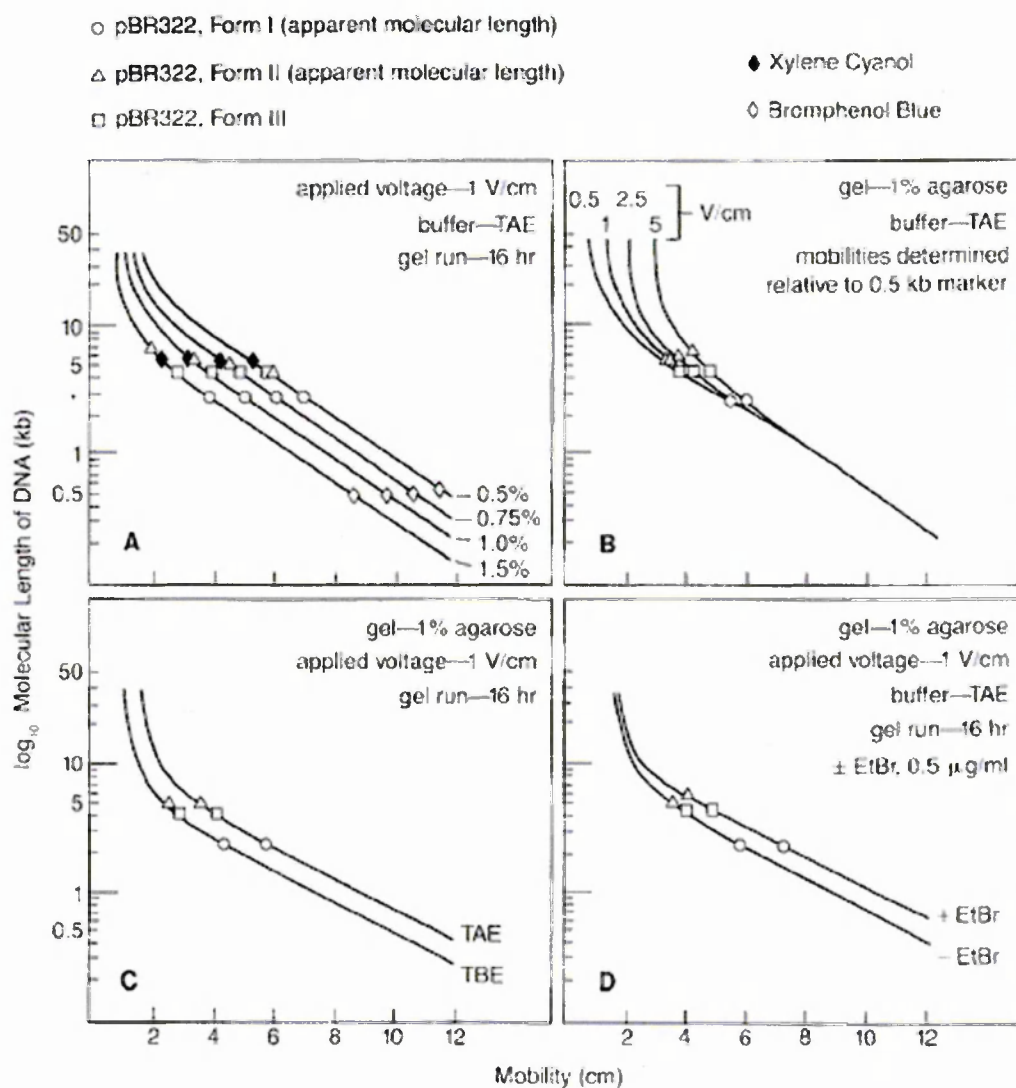 pBR322, Form I (apparent molecular length)
pBR322, Form II (apparent molecular length)
pBR322, Form III
Xylene Cyanol
Bromphenol Blue
applied voltage—1 V/cm
buffer—TAE
gel run—16 hr
50
10
5
1
0.5
A
0.5%
0.75%
1.0%
1.5%
0.5 2.5
1 5
V/cm
gel—1% agarose
buffer—TAE
mobilities determined
relative to 0.5 kb marker
B
log10 Molecular Length of DNA (kb)
gel—1% agarose
applied voltage—1 V/cm
gel run—16 hr
50
10
5
1
0.5
TAE
TBE
C
2 4 6 8 10 12
gel—1% agarose
applied voltage—1 V/cm
buffer—TAE
gel run—16 hr
± EtBr, 0.5 µg/ml
+ EtBr
− EtBr
D
2 4 6 8 10 12
Mobility (cm)